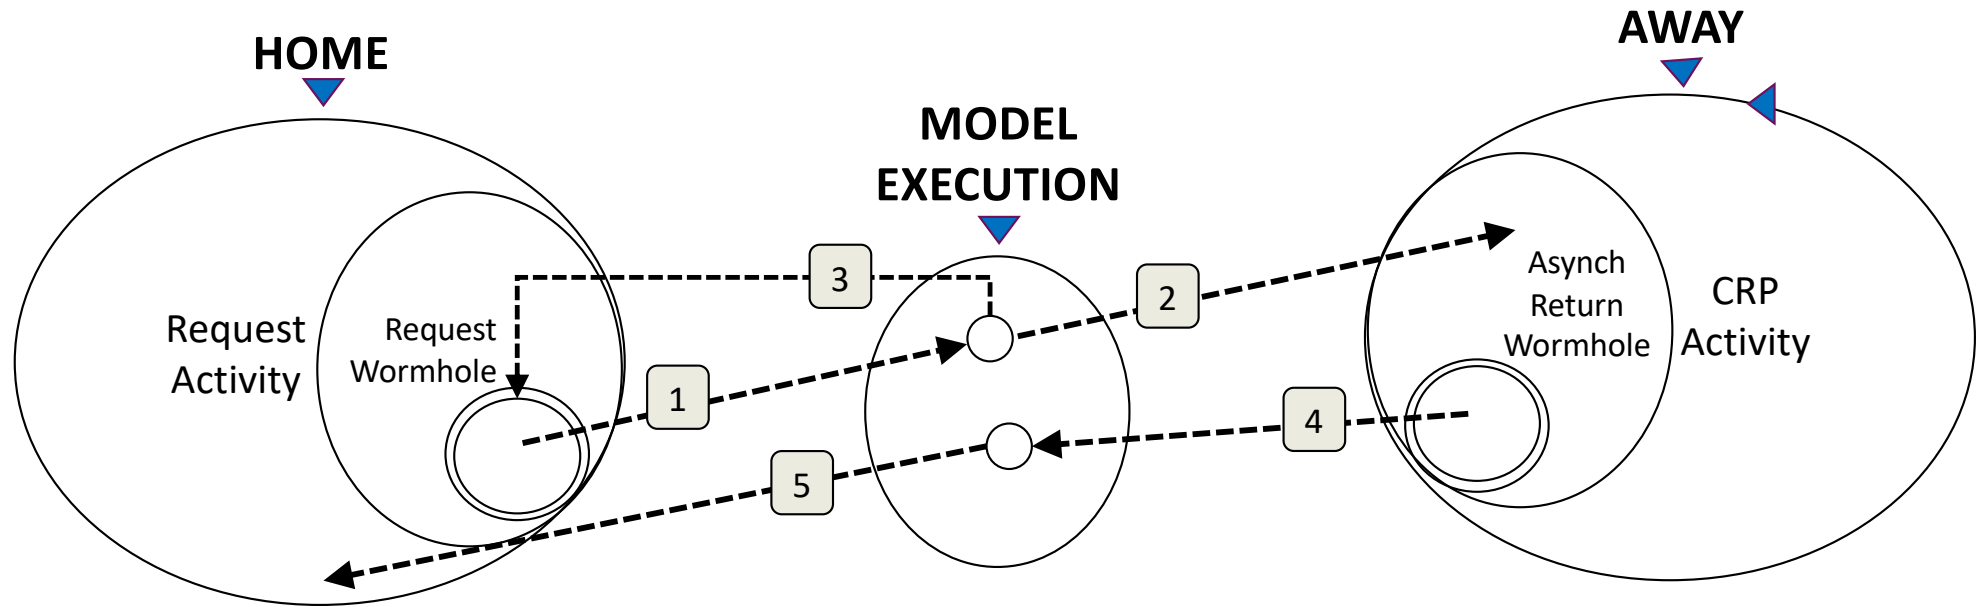 HOME
AWAY
MODEL
EXECUTION
3
2
Request
Activity
Request
Wormhole
1
Asynch
Return
Wormhole
CRP
Activity
4
5